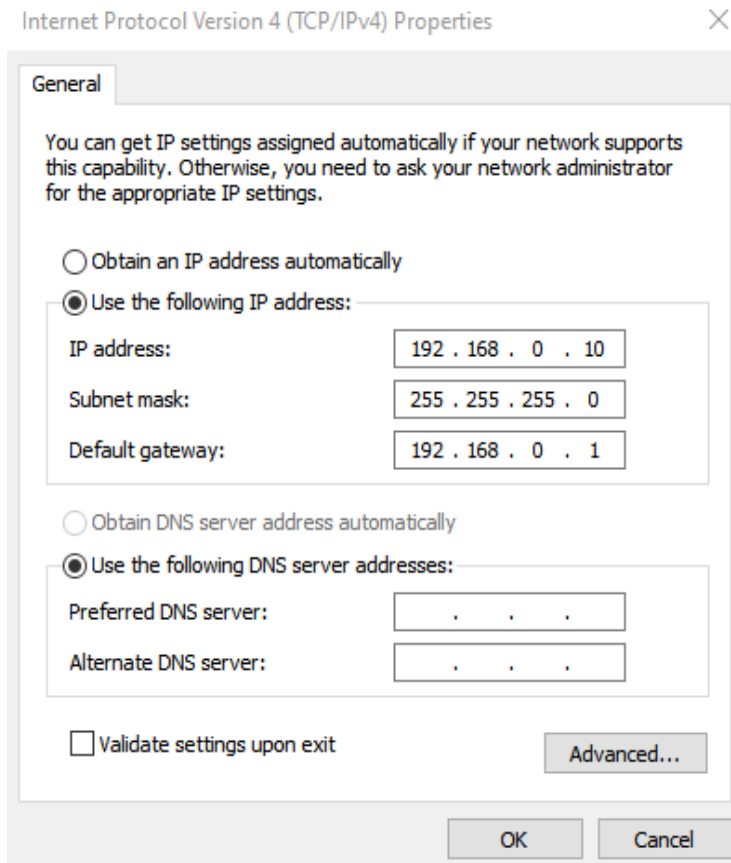 Internet Protocol Version 4 (TCP/IPv4) Properties
General
You can get IP settings assigned automatically if your network supports
this capability. Otherwise, you need to ask your network administrator
for the appropriate IP settings.
Obtain an IP address automatically
Use the following IP address:
IP address: 192 . 168 . 0 . 10
Subnet mask: 255 . 255 . 255 . 0
Default gateway: 192 . 168 . 0 . 1
Obtain DNS server address automatically
Use the following DNS server addresses:
Preferred DNS server: . . .
Alternate DNS server: . . .
Validate settings upon exit
Advanced...
OK Cancel